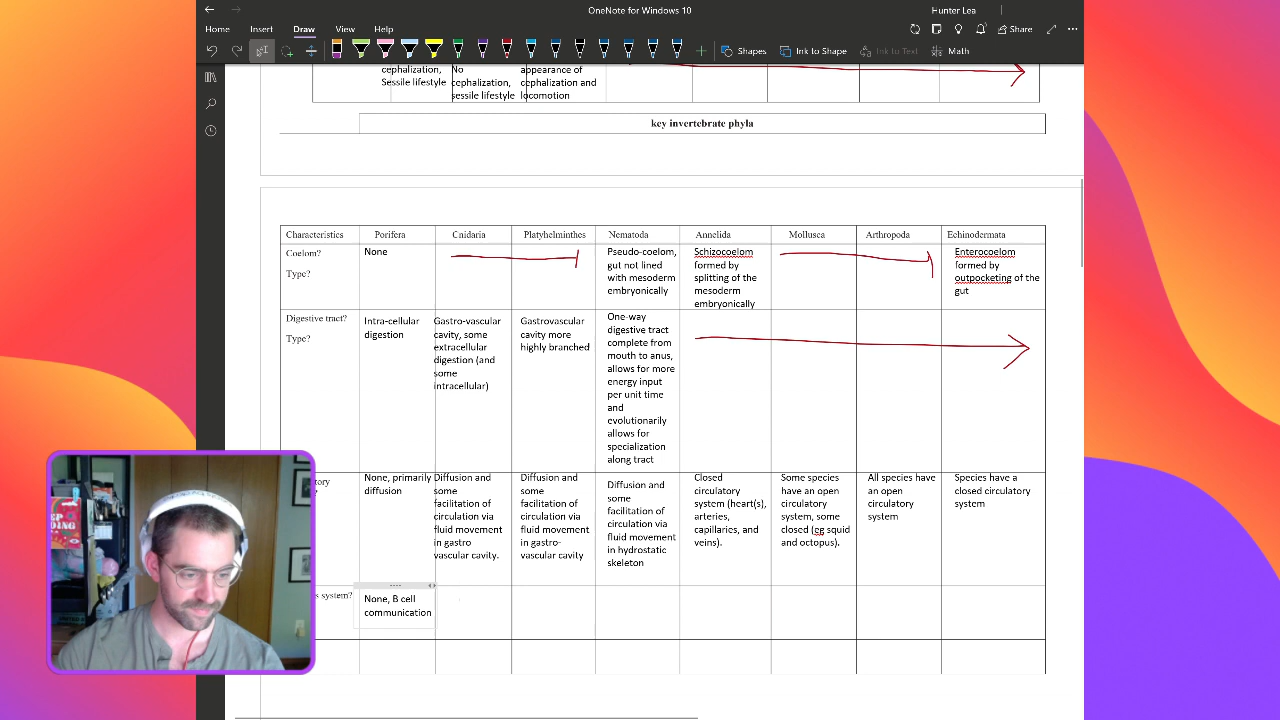 OneNote for Windows 10
Hunter Lea
Home Insert Draw View Help
Share
Shapes Ink to Shape Ink to Text Math
cephalization,
Sessile lifestyle
No
cephalization,
sessile lifestyle
appearance of
cephalization and
locomotion
key invertebrate phyla
Characteristics Porifera Cnidaria Platyhelminthes Nematoda Annelida Mollusca Arthropoda Echinodermata
Coelom?
Type?
None
Pseudo-coelom,
gut not lined
with mesoderm
embryonically
Schizocoelom
formed by
splitting of the
mesoderm
embryonically
Enterocoelom
formed by
outpocketing of the
gut
Digestive tract?
Type?
Intra-cellular
digestion
Gastro-vascular
cavity, some
extracellular
digestion (and
some
intracellular)
Gastrovascular
cavity more
highly branched
One-way
digestive tract
complete from
mouth to anus,
allows for more
energy input
per unit time
and
evolutionarily
allows for
specialization
along tract
None, primarily
diffusion
Diffusion and
some
facilitation of
circulation via
fluid movement
in gastro
vascular cavity.
Diffusion and
some
facilitation of
circulation via
fluid movement
in gastro-
vascular cavity
Diffusion and
some
facilitation of
circulation via
fluid movement
in hydrostatic
skeleton
Closed
circulatory
system (heart(s),
arteries,
capillaries, and
veins).
Some species
have an open
circulatory
system, some
closed (eg squid
and octopus).
All species have
an open
circulatory
system
Species have a
closed circulatory
system
system?
None, B cell
communication